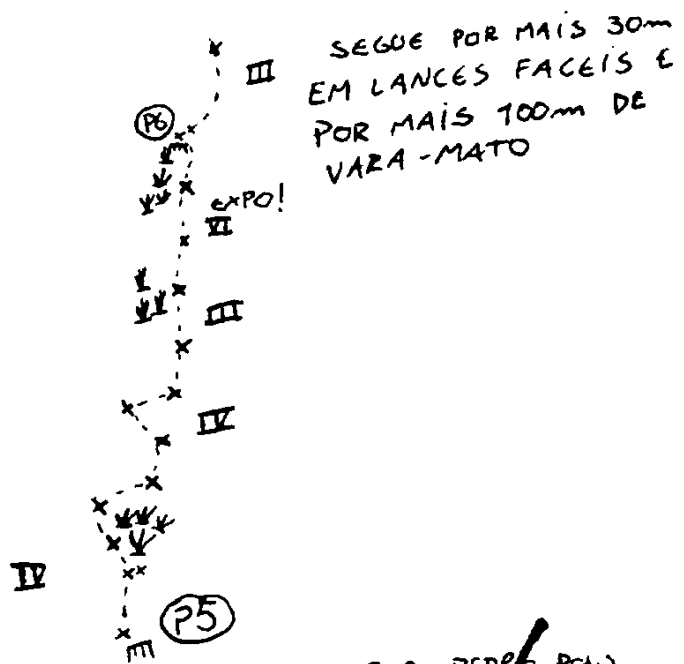 SEGUE POR MAIS 30m
III
EM LANCES FACEIS E
P6
POR MAIS 100m DE
VARA-MATO
EXPO!
VI
III
IV
IV
P5